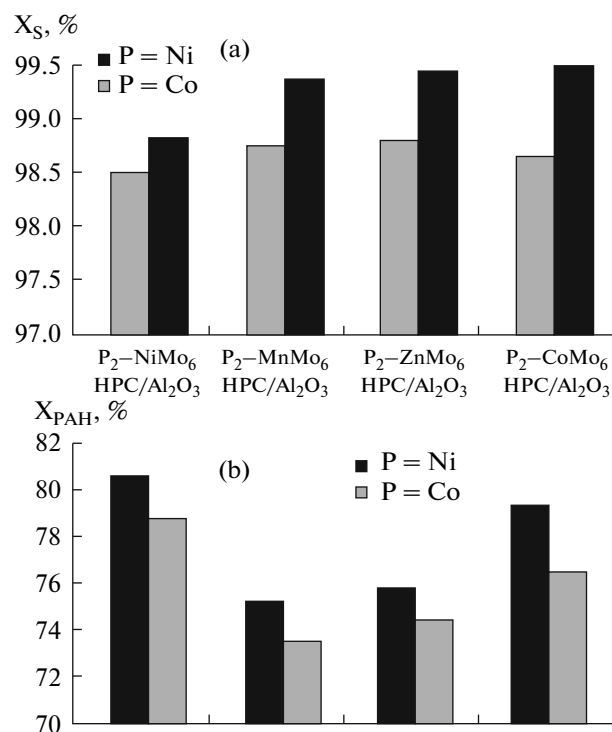 X_S, %
(a)
P = Ni
P = Co
99.5
99.0
98.5
98.0
97.5
97.0
P₂–NiMo₆ P₂–MnMo₆ P₂–ZnMo₆ P₂–CoMo₆
HPC/Al₂O₃ HPC/Al₂O₃ HPC/Al₂O₃ HPC/Al₂O₃
X_PAH, %
(b)
P = Ni
P = Co
82
80
78
76
74
72
70